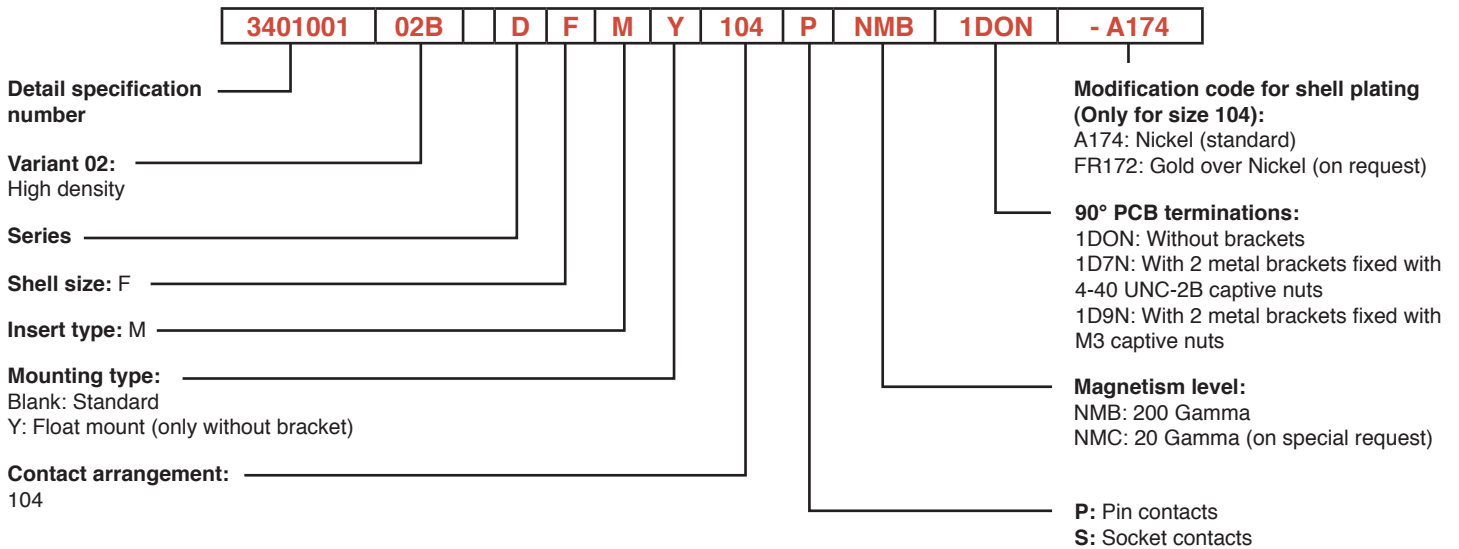 3401001 02B D F M Y 104 P NMB 1DON - A174
Detail specification
number
Variant 02:
High density
Series
Shell size: F
Insert type: M
Mounting type:
Blank: Standard
Y: Float mount (only without bracket)
Contact arrangement:
104
Modification code for shell plating
(Only for size 104):
A174: Nickel (standard)
FR172: Gold over Nickel (on request)
90° PCB terminations:
1DON: Without brackets
1D7N: With 2 metal brackets fixed with
4-40 UNC-2B captive nuts
1D9N: With 2 metal brackets fixed with
M3 captive nuts
Magnetism level:
NMB: 200 Gamma
NMC: 20 Gamma (on special request)
P: Pin contacts
S: Socket contacts